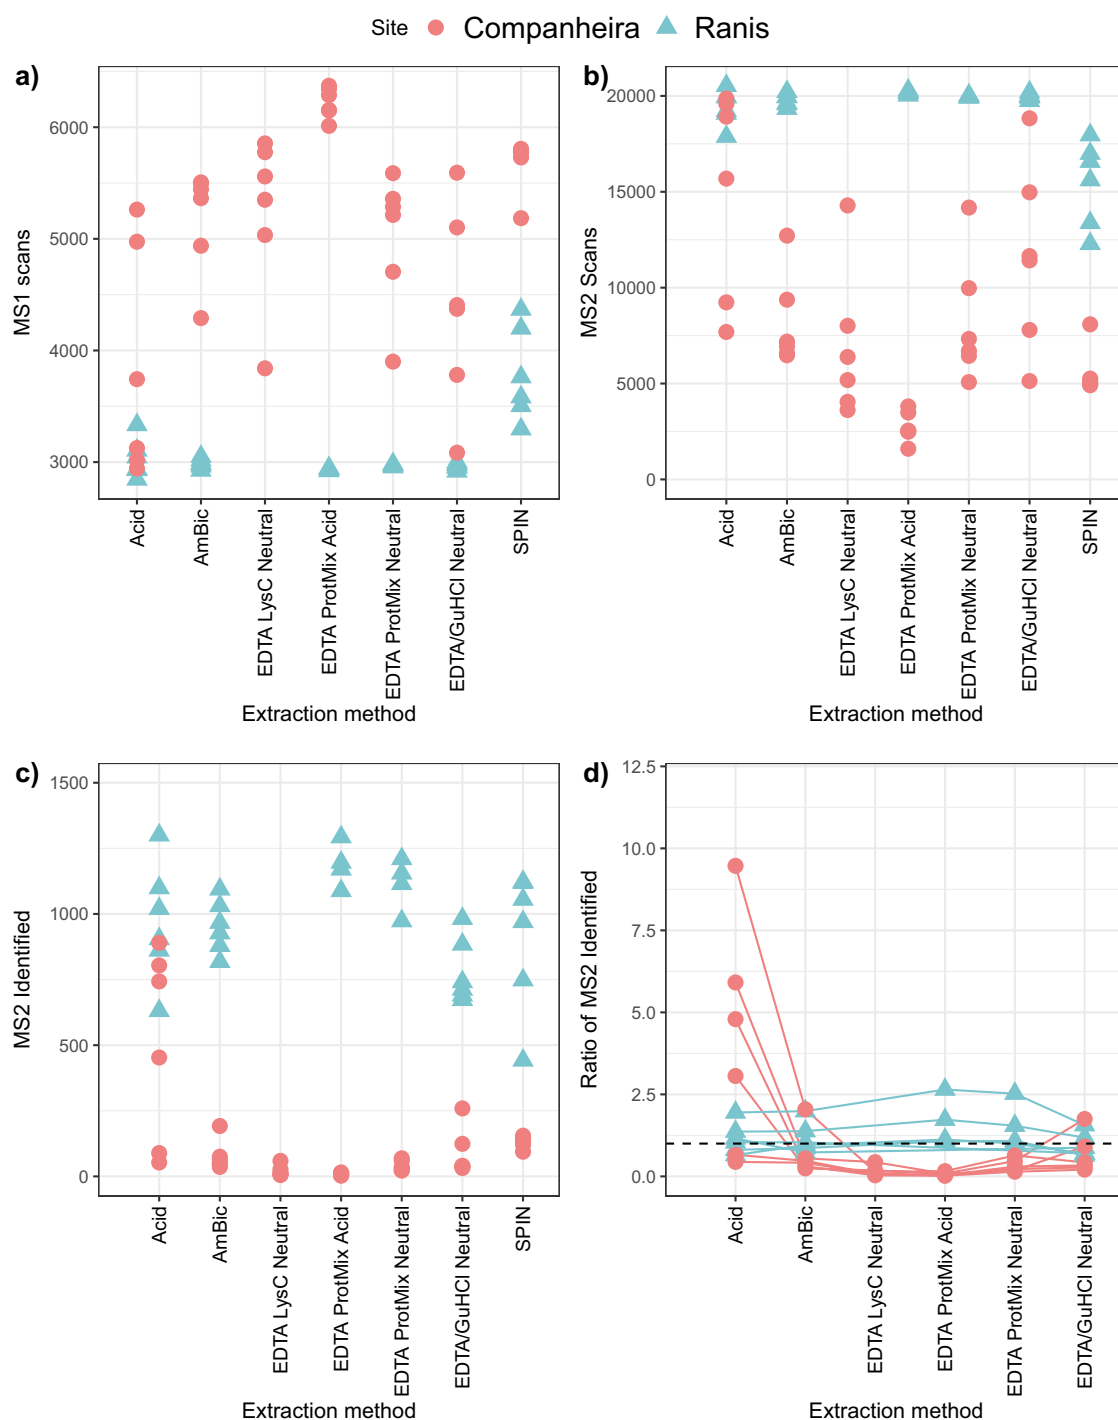 Site Companheira Ranis
a)
6000
5000
4000
3000
MS1 scans
Acid
AmBic
EDTA LysC Neutral
EDTA ProtMix Acid
EDTA ProtMix Neutral
EDTA/GuHCl Neutral
SPIN
Extraction method
b)
20000
15000
10000
5000
0
MS2 Scans
Acid
AmBic
EDTA LysC Neutral
EDTA ProtMix Acid
EDTA ProtMix Neutral
EDTA/GuHCl Neutral
SPIN
Extraction method
c)
1500
1000
500
0
MS2 Identified
Acid
AmBic
EDTA LysC Neutral
EDTA ProtMix Acid
EDTA ProtMix Neutral
EDTA/GuHCl Neutral
SPIN
Extraction method
d)
12.5
10.0
7.5
5.0
2.5
0.0
Ratio of MS2 Identified
Acid
AmBic
EDTA LysC Neutral
EDTA ProtMix Acid
EDTA ProtMix Neutral
EDTA/GuHCl Neutral
Extraction method